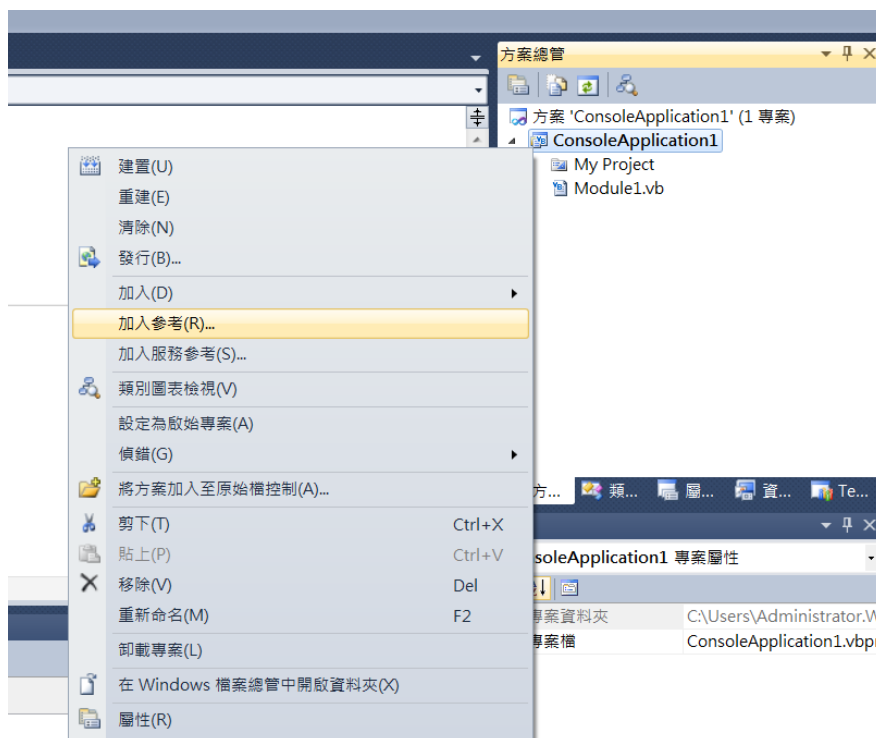 方案總管
方案 'ConsoleApplication1' (1 專案)
ConsoleApplication1
My Project
Module1.vb
建置(U)
重建(E)
清除(N)
發行(B)...
加入(D)
加入參考(R)...
加入服務參考(S)...
類別圖表檢視(V)
設定為啟始專案(A)
偵錯(G)
將方案加入至原始檔控制(A)...
剪下(T) Ctrl+X
貼上(P) Ctrl+V
移除(V) Del
重新命名(M) F2
卸載專案(L)
在 Windows 檔案總管中開啟資料夾(X)
屬性(R)
方... 類... 屬... 資... Te...
soleApplication1 專案屬性
專案資料夾 C:\Users\Administrator.W
專案檔 ConsoleApplication1.vbpr